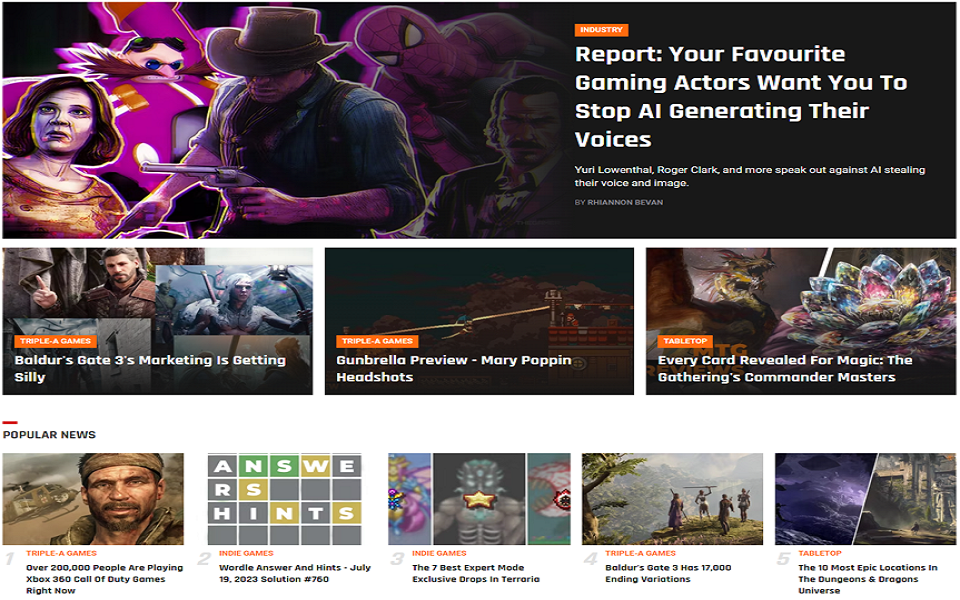 INDUSTRY
Report: Your Favourite
Gaming Actors Want You To
Stop AI Generating Their
Voices
Yuri Lowenthal, Roger Clark, and more speak out against AI stealing
their voice and image.
BY RHIANNON BEVAN
TRIPLE-A GAMES
Baldur's Gate 3's Marketing Is Getting
Silly
TRIPLE-A GAMES
Gunbrella Preview - Mary Poppin
Headshots
MTG
REVIEWS
TABLETOP
Every Card Revealed For Magic: The
Gathering's Commander Masters
POPULAR NEWS
1
TRIPLE-A GAMES
Over 200,000 People Are Playing
Xbox 360 Call Of Duty Games
Right Now
ANSWE
RS
HINTS
2
INDIE GAMES
Wordle Answer And Hints - July
19, 2023 Solution #760
3
INDIE GAMES
The 7 Best Expert Mode
Exclusive Drops In Terraria
4
TRIPLE-A GAMES
Baldur's Gate 3 Has 17,000
Ending Variations
5
TABLETOP
The 10 Most Epic Locations In
The Dungeons & Dragons
Universe